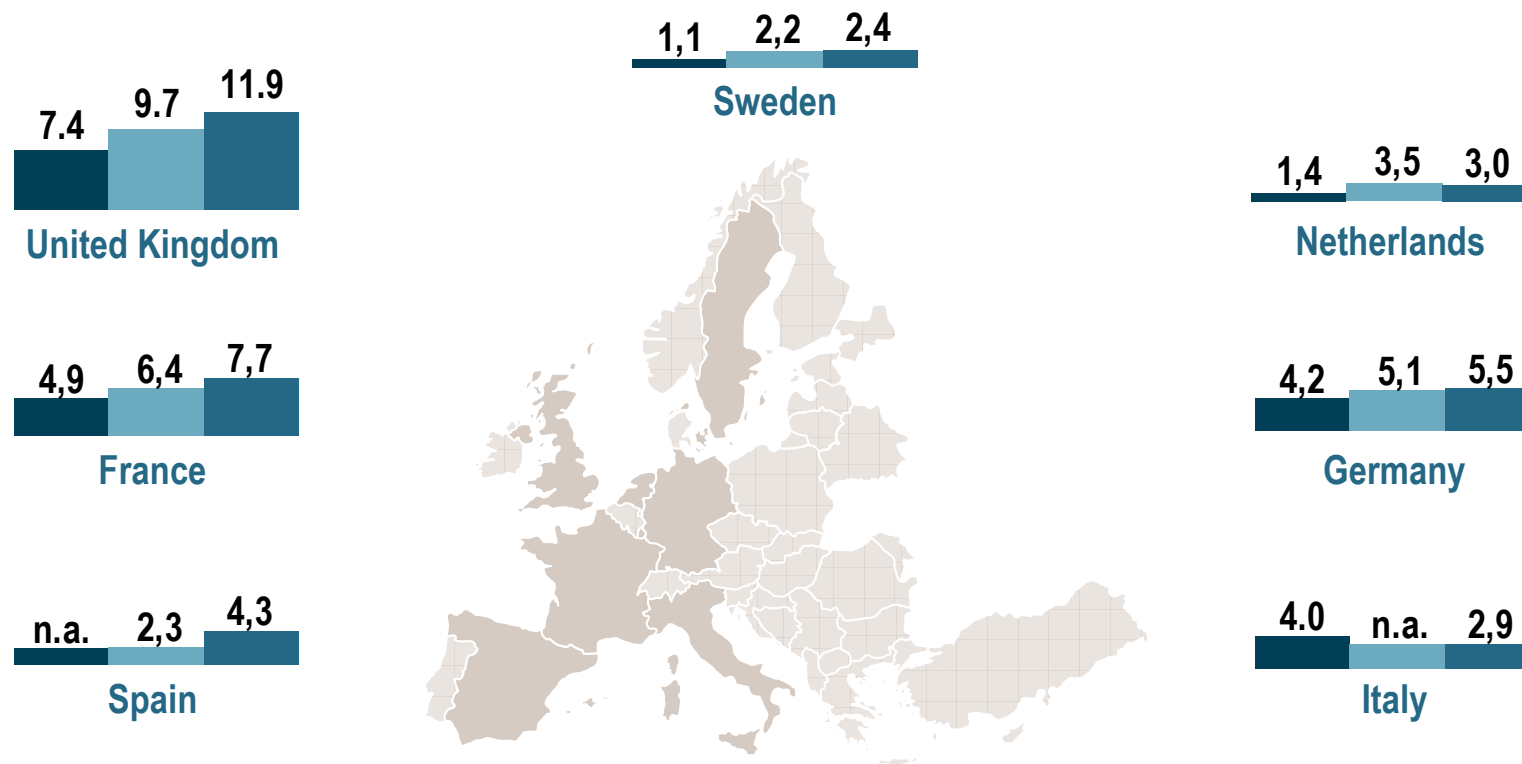 1,1 2,2 2,4
Sweden
7.4 9.7 11.9
United Kingdom
1,4 3,5 3,0
Netherlands
4,9 6,4 7,7
France
4,2 5,1 5,5
Germany
n.a. 2,3 4,3
Spain
4.0 n.a. 2,9
Italy